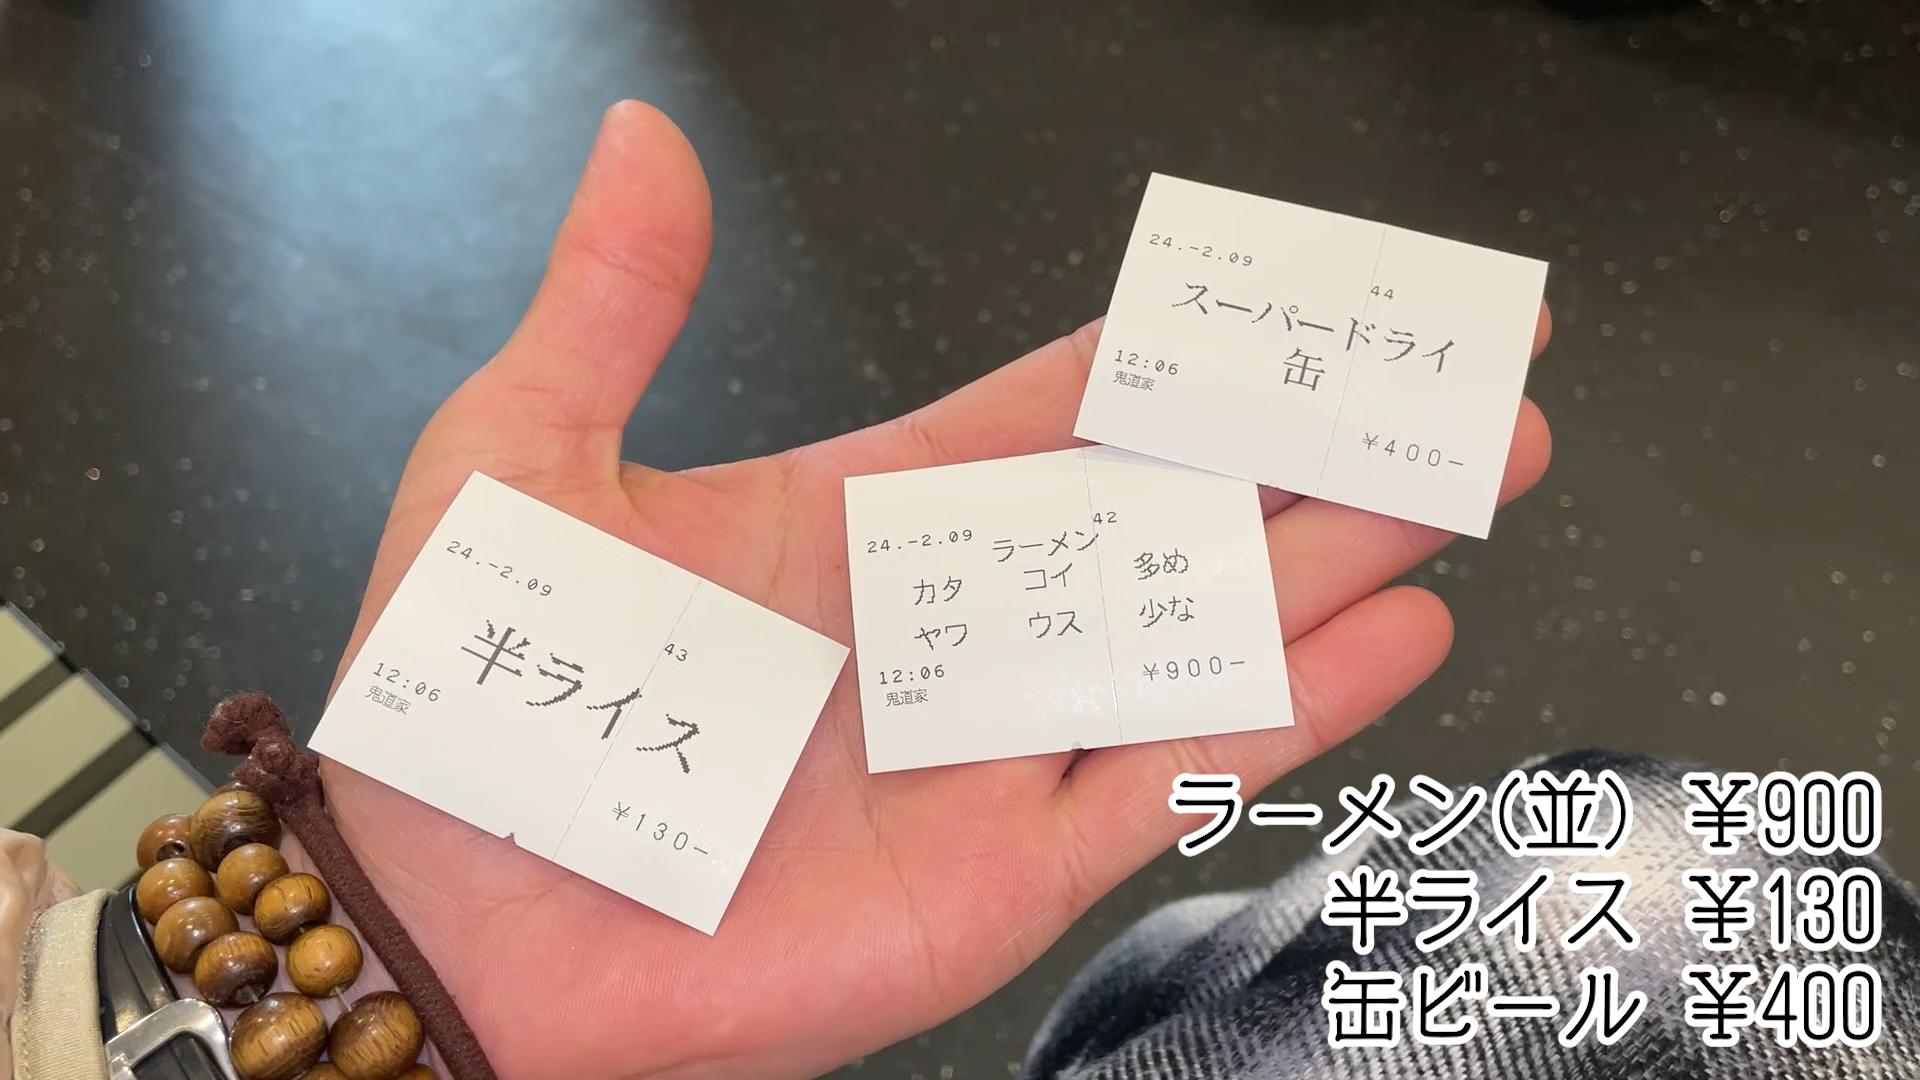 24.-2.09
44
スーパードライ
缶
12:06
鬼道家
¥400-
24.-2.09
42
ラーメン
カタ コイ 多め
ヤワ ウス 少な
12:06
鬼道家
¥900-
24.-2.09
43
半ライス
12:06
鬼道家
¥130-
ラーメン(並) ¥900
半ライス ¥130
缶ビール ¥400